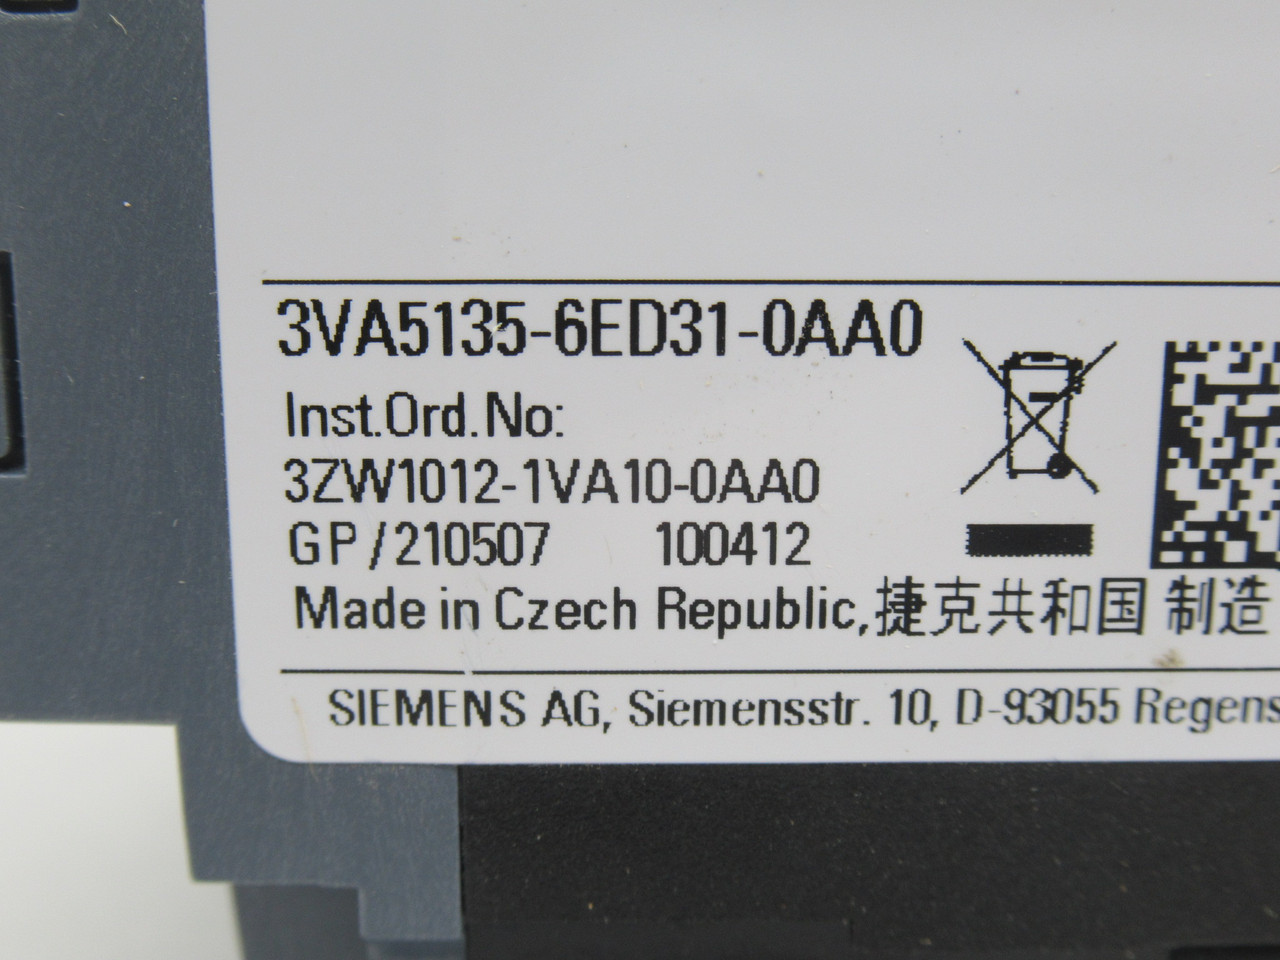 3VA5135-6ED31-0AA0
Inst.Ord.No:
3ZW1012-1VA10-0AA0
GP/210507 100412
Made in Czech Republic,捷克共和国 制造
SIEMENS AG, Siemensstr. 10, D-93055 Regens